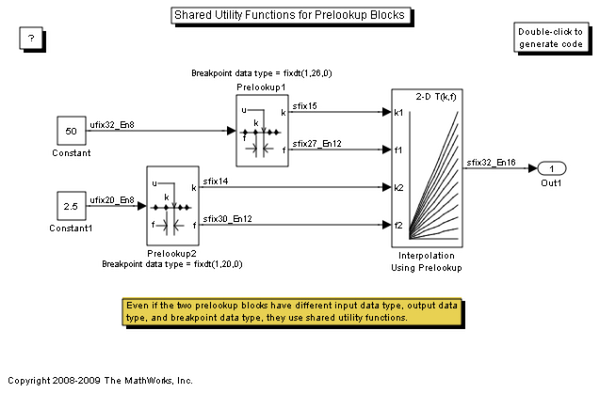 Shared Utility Functions for Prelookup Blocks
?
Double-click to
generate code
Breakpoint data type = fixdt(1,26,0)
Prelookup1
u
k
f
k
f
sfix15
sfix27_En12
50
Constant
ufix32_En8
2.5
Constant1
ufix20_En8
u
k
f
k
f
sfix14
sfix30_En12
Prelookup2
Breakpoint data type = fixdt(1,20,0)
2-D T(k,f)
k1
f1
k2
f2
Interpolation
Using Prelookup
sfix32_En16
1
Out1
Even if the two prelookup blocks have different input data type, output data
type, and breakpoint data type, they use shared utility functions.
Copyright 2008-2009 The MathWorks, Inc.